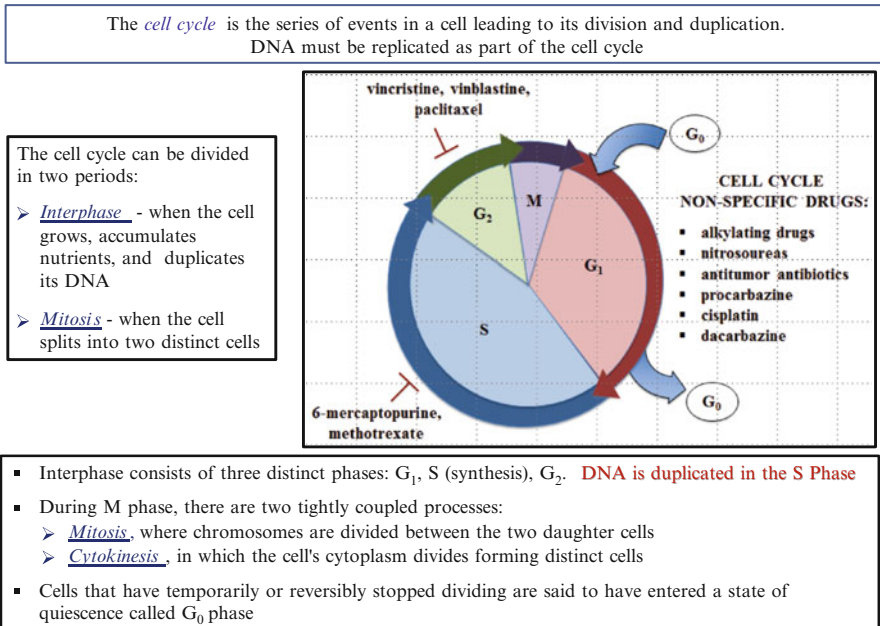 The cell cycle is the series of events in a cell leading to its division and duplication.
DNA must be replicated as part of the cell cycle
The cell cycle can be divided
in two periods:
➢ Interphase - when the cell
grows, accumulates
nutrients, and duplicates
its DNA
➢ Mitosis - when the cell
splits into two distinct cells
vincristine, vinblastine,
paclitaxel
G₀
M
G₂
G₁
S
CELL CYCLE
NON-SPECIFIC DRUGS:
▪ alkylating drugs
▪ nitrosoureas
▪ antitumor antibiotics
▪ procarbazine
▪ cisplatin
▪ dacarbazine
G₀
6-mercaptopurine,
methotrexate
▪ Interphase consists of three distinct phases: G₁, S (synthesis), G₂. DNA is duplicated in the S Phase
▪ During M phase, there are two tightly coupled processes:
➢ Mitosis, where chromosomes are divided between the two daughter cells
➢ Cytokinesis, in which the cell's cytoplasm divides forming distinct cells
▪ Cells that have temporarily or reversibly stopped dividing are said to have entered a state of
quiescence called G₀ phase